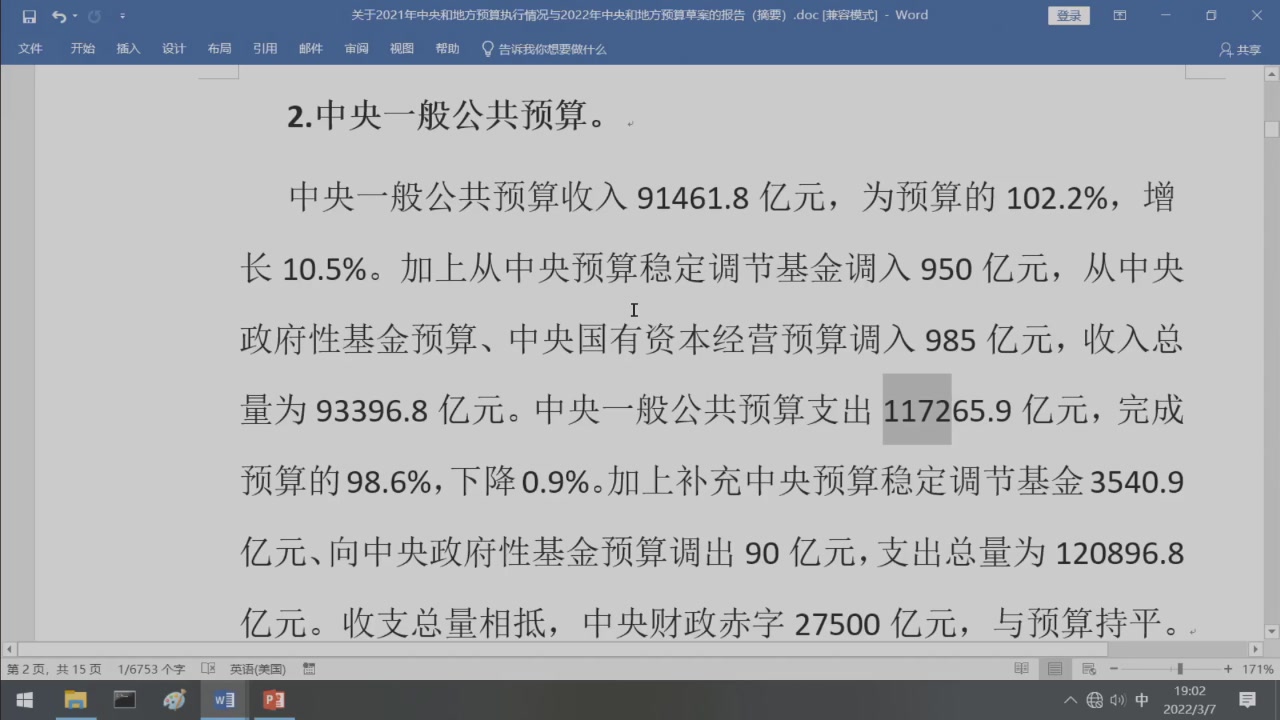 关于2021年中央和地方预算执行情况与2022年中央和地方预算草案的报告（摘要）.doc [兼容模式] - Word
登录
文件 开始 插入 设计 布局 引用 邮件 审阅 视图 帮助 告诉我你想要做什么 共享
2.中央一般公共预算。
中央一般公共预算收入 91461.8 亿元，为预算的 102.2%，增
长 10.5%。加上从中央预算稳定调节基金调入 950 亿元，从中央
政府性基金预算、中央国有资本经营预算调入 985 亿元，收入总
量为 93396.8 亿元。中央一般公共预算支出 117265.9 亿元，完成
预算的 98.6%，下降 0.9%。加上补充中央预算稳定调节基金 3540.9
亿元、向中央政府性基金预算调出 90 亿元，支出总量为 120896.8
亿元。收支总量相抵，中央财政赤字 27500 亿元，与预算持平。
第 2 页，共 15 页 1/6753 个字 英语(美国) 171%
中
19:02
2022/3/7